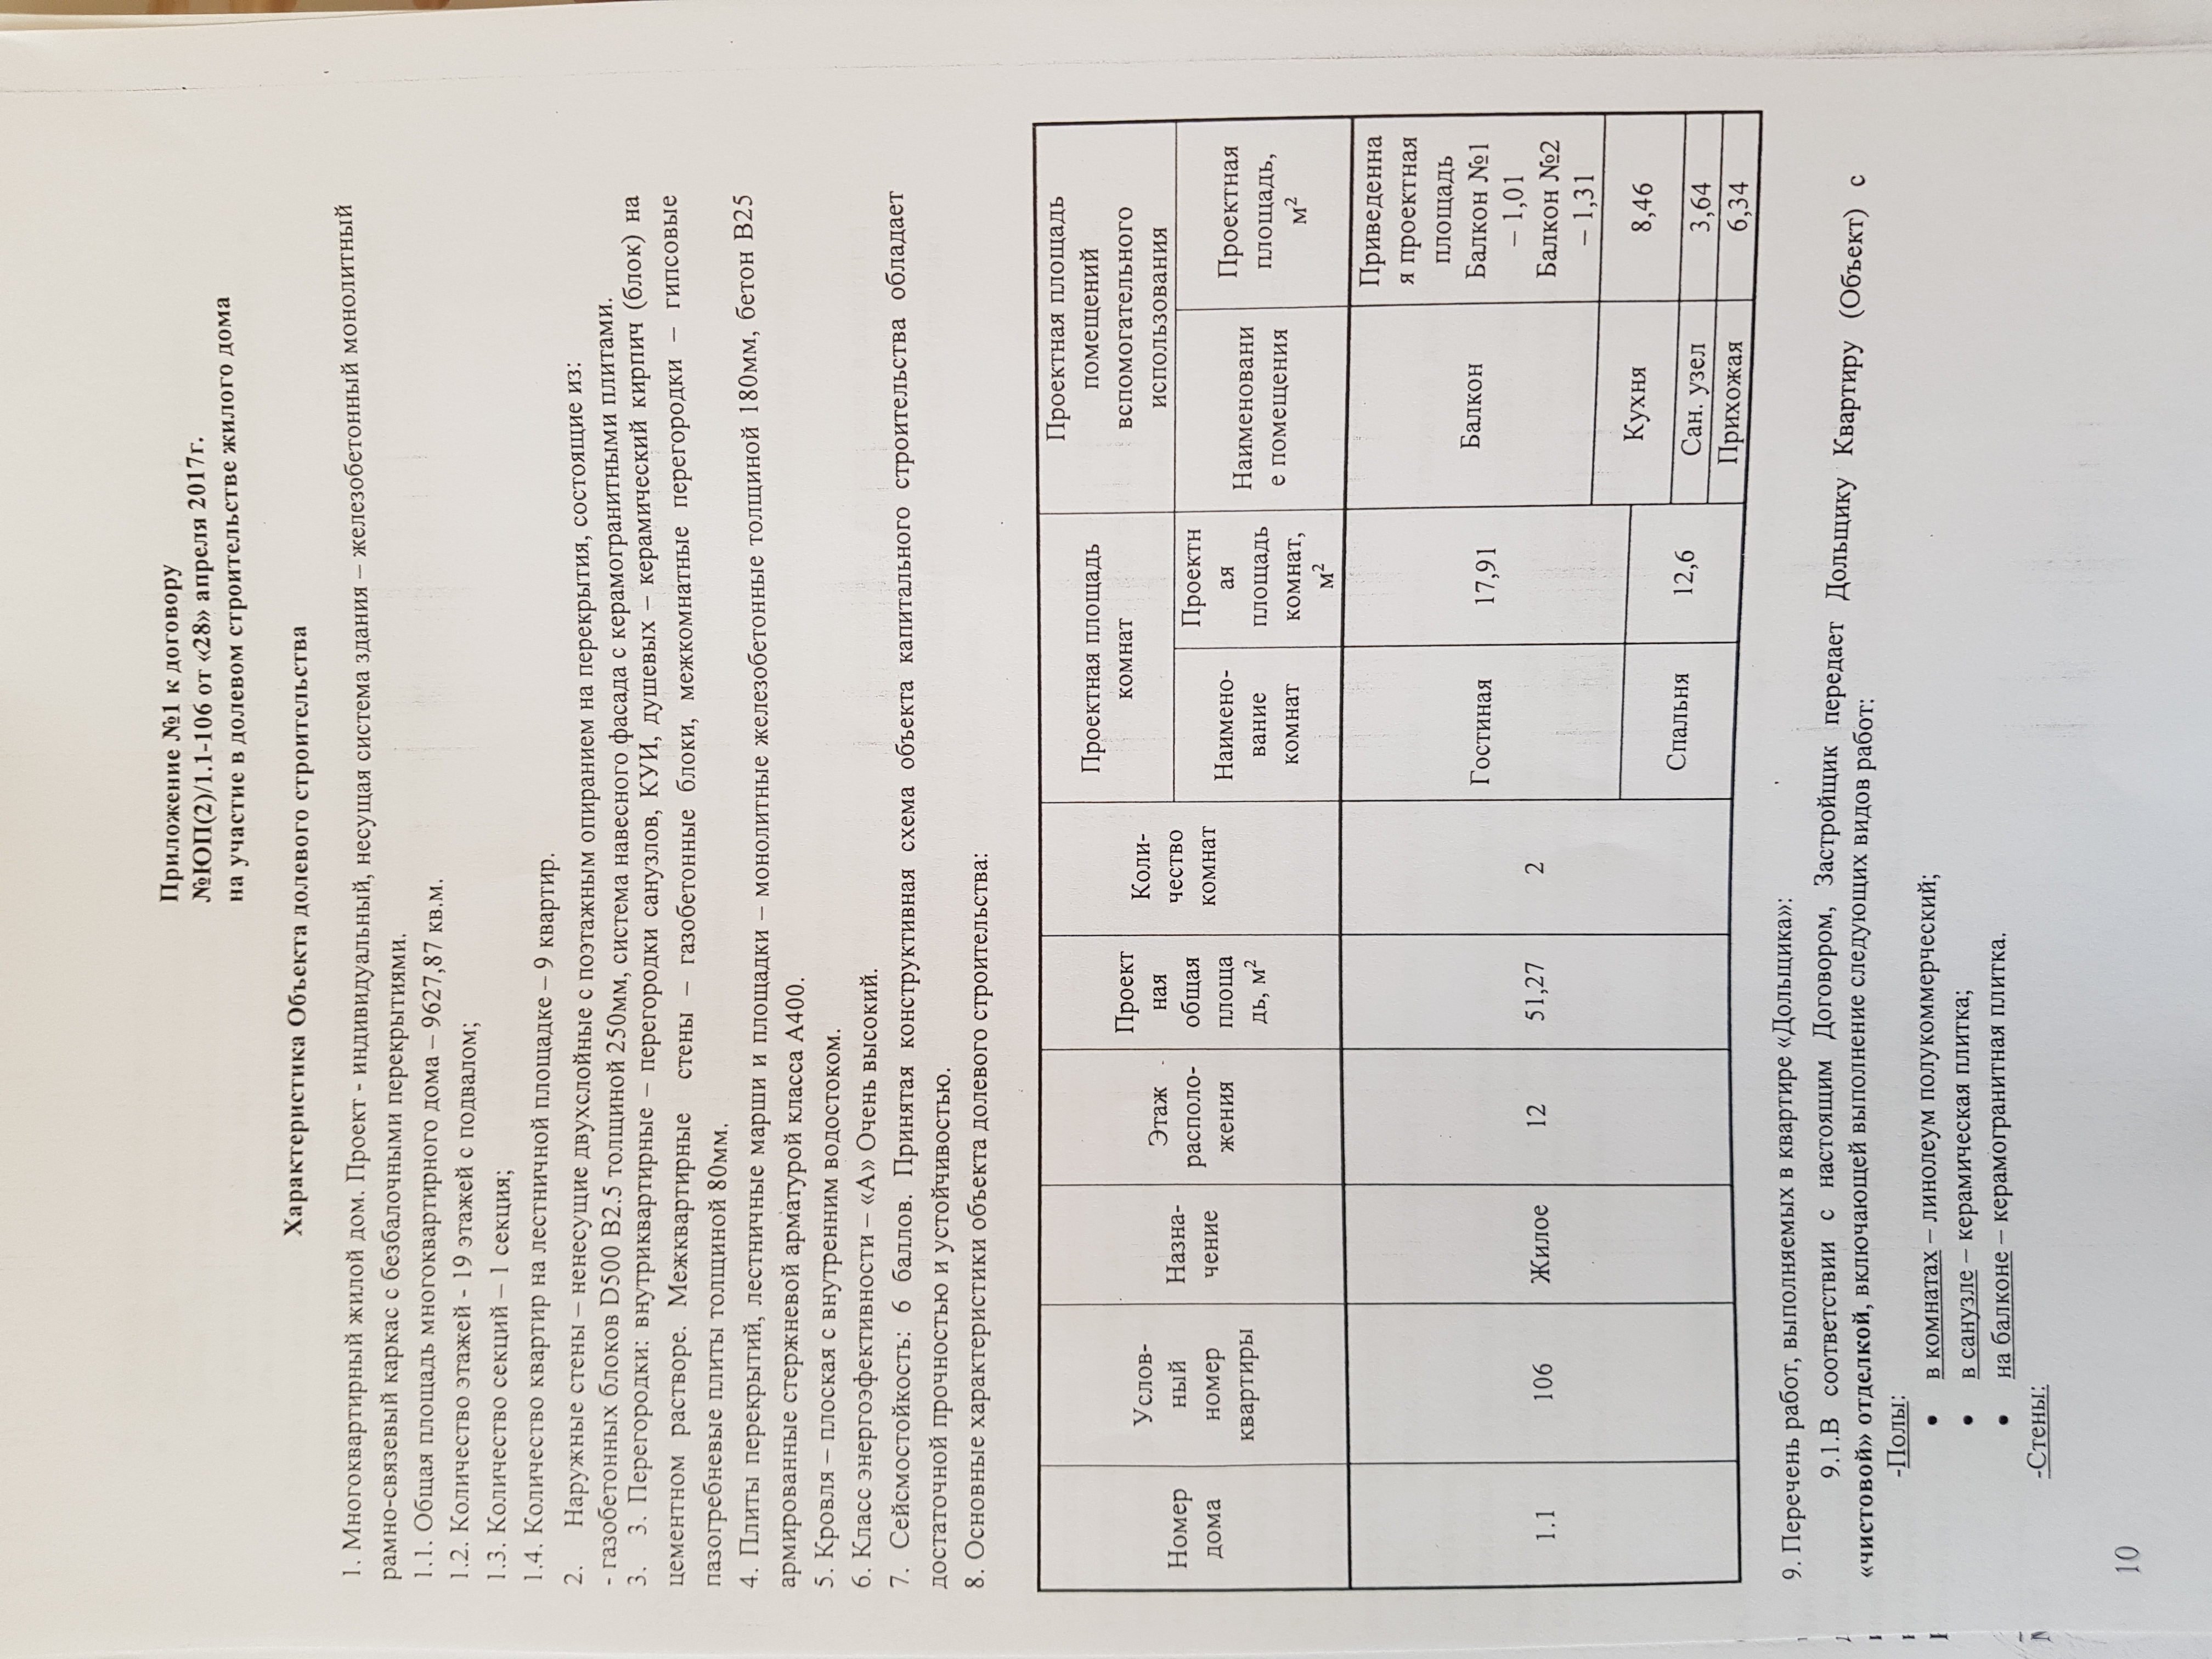 Приложение №1 к договору
№ЮП(2)/1.1-106 от «28» апреля 2017г.
на участие в долевом строительстве жилого дома
Характеристика Объекта долевого строительства
1. Многоквартирный жилой дом. Проект - индивидуальный, несущая система здания – железобетонный монолитный
рамно-связевый каркас с безбалочными перекрытиями.
1.1. Общая площадь многоквартирного дома – 9627,87 кв.м.
1.2. Количество этажей - 19 этажей с подвалом;
1.3. Количество секций – 1 секция;
1.4. Количество квартир на лестничной площадке – 9 квартир.
2. Наружные стены – ненесущие двухслойные с поэтажным опиранием на перекрытия, состоящие из:
- газобетонных блоков D500 В2.5 толщиной 250мм, система навесного фасада с керамогранитными плитами.
3. 3. Перегородки: внутриквартирные – перегородки санузлов, КУИ, душевых – керамический кирпич (блок) на
цементном растворе. Межквартирные стены – газобетонные блоки, межкомнатные перегородки – гипсовые
пазогребневые плиты толщиной 80мм.
4. Плиты перекрытий, лестничные марши и площадки – монолитные железобетонные толщиной 180мм, бетон В25
армированные стержневой арматурой класса А400.
5. Кровля – плоская с внутренним водостоком.
6. Класс энергоэфективности – «А» Очень высокий.
7. Сейсмостойкость: 6 баллов. Принятая конструктивная схема объекта капитального строительства обладает
достаточной прочностью и устойчивостью.
8. Основные характеристики объекта долевого строительства:
Номер
дома
Услов-
ный
номер
квартиры
Назна-
чение
Этаж
располо-
жения
Проект
ная
общая
площа
дь, м²
Коли-
чество
комнат
Проектная площадь
комнат
Проектная площадь
помещений
вспомогательного
использования
Наимено-
вание
комнат
Проектн
ая
площадь
комнат,
м²
Наименовани
е помещения
Проектная
площадь,
м²
1.1
106
Жилое
12
51,27
2
Гостиная
17,91
Балкон
Приведенна
я проектная
площадь
Балкон №1
– 1,01
Балкон №2
– 1,31
Спальня
12,6
Кухня
8,46
Сан. узел
3,64
Прихожая
6,34
9. Перечень работ, выполняемых в квартире «Дольщика»:
9.1.В соответствии с настоящим Договором, Застройщик передает Дольщику Квартиру (Объект) с
«чистовой» отделкой, включающей выполнение следующих видов работ:
-Полы:
• в комнатах – линолеум полукоммерческий;
• в санузле – керамическая плитка;
• на балконе – керамогранитная плитка.
-Стены:
10